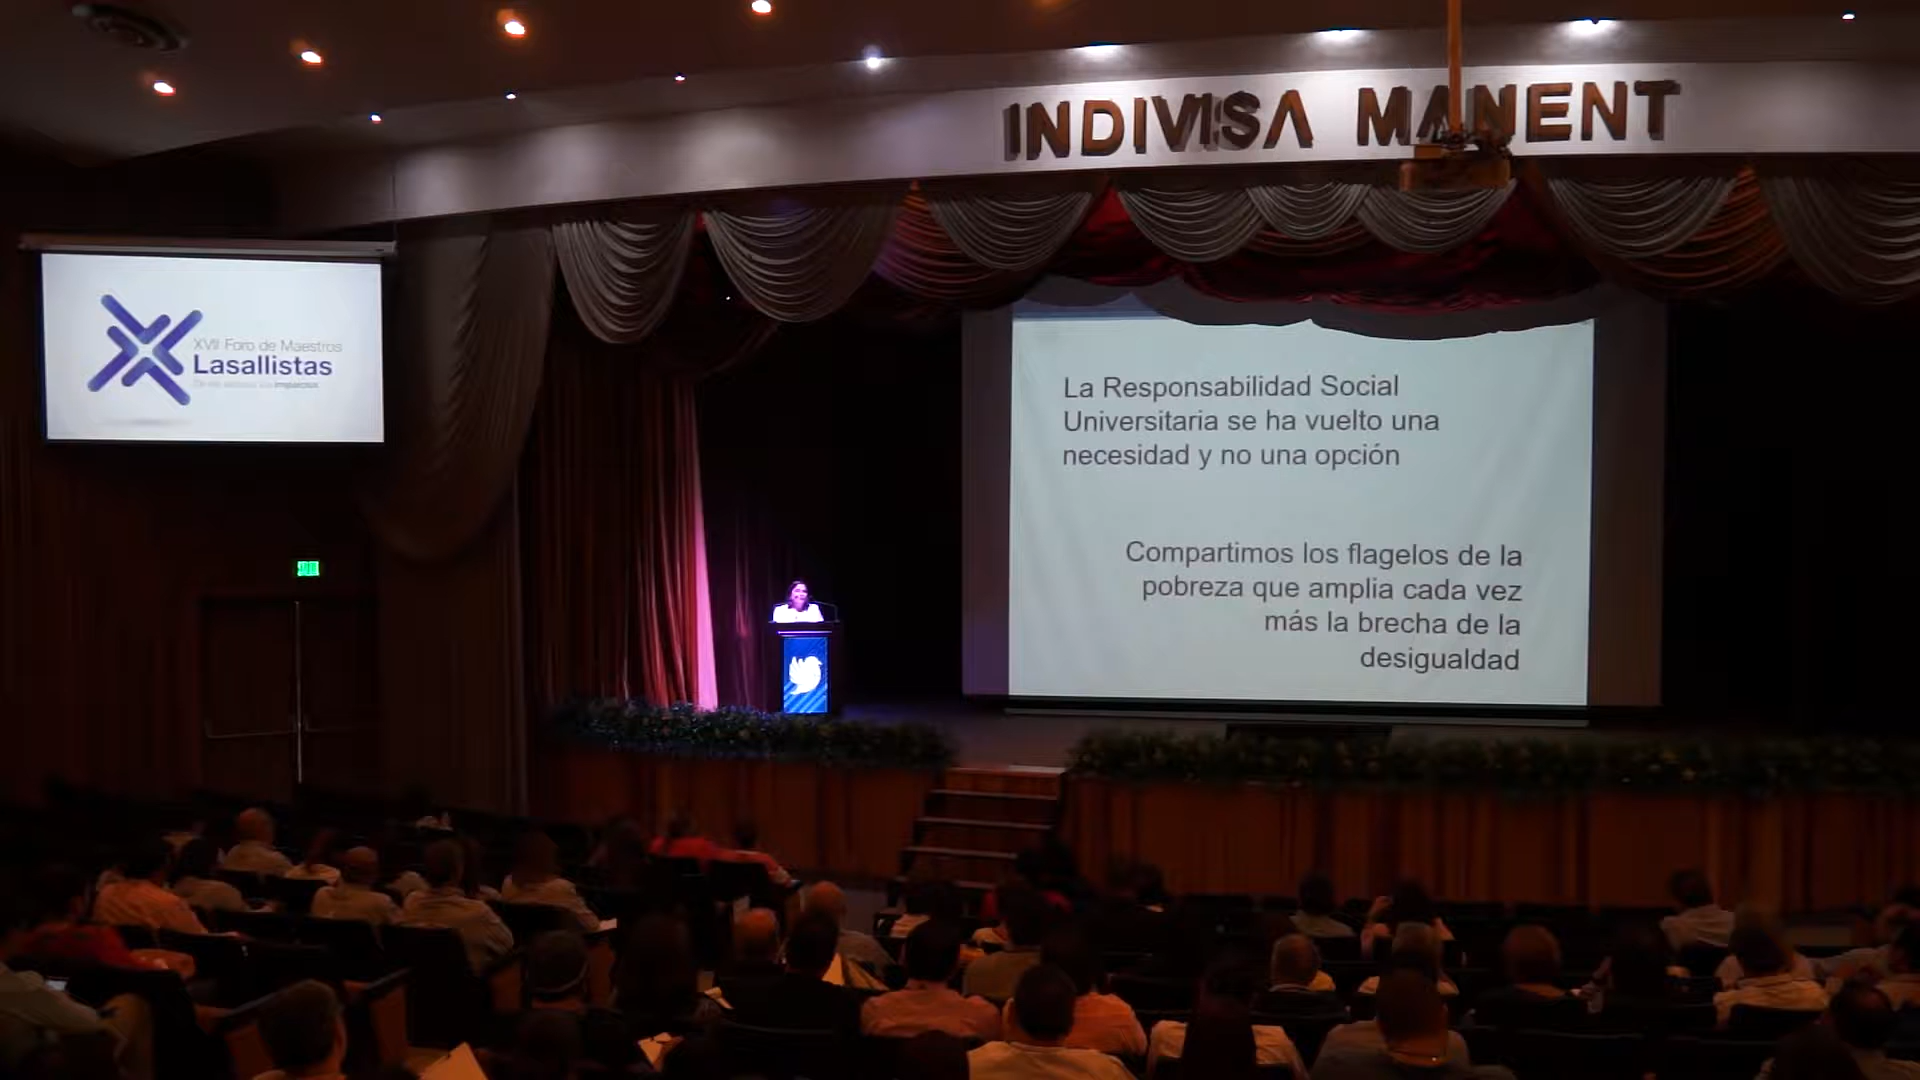 INDIVISA MANENT
XVII Foro de Maestros
Lasallistas
La Responsabilidad Social
Universitaria se ha vuelto una
necesidad y no una opción
Compartimos los flagelos de la
pobreza que amplia cada vez
más la brecha de la
desigualdad